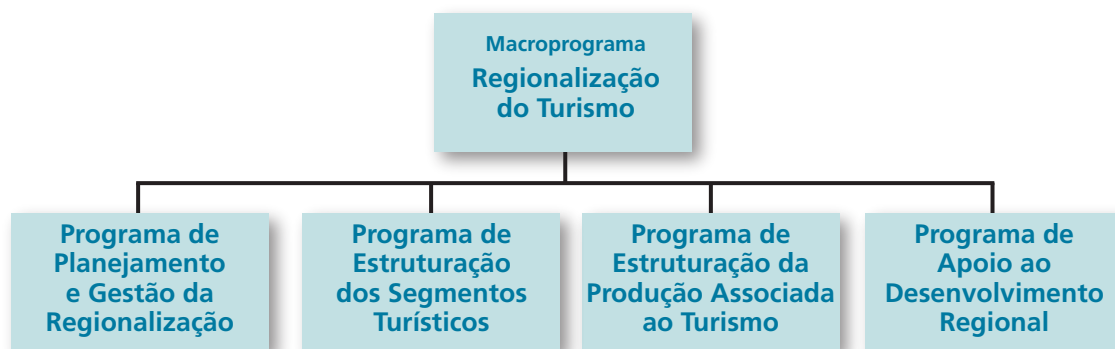 Macroprograma
Regionalização
do Turismo
Programa de
Planejamento
e Gestão da
Regionalização
Programa de
Estruturação
dos Segmentos
Turísticos
Programa de
Estruturação da
Produção Associada
ao Turismo
Programa de
Apoio ao
Desenvolvimento
Regional